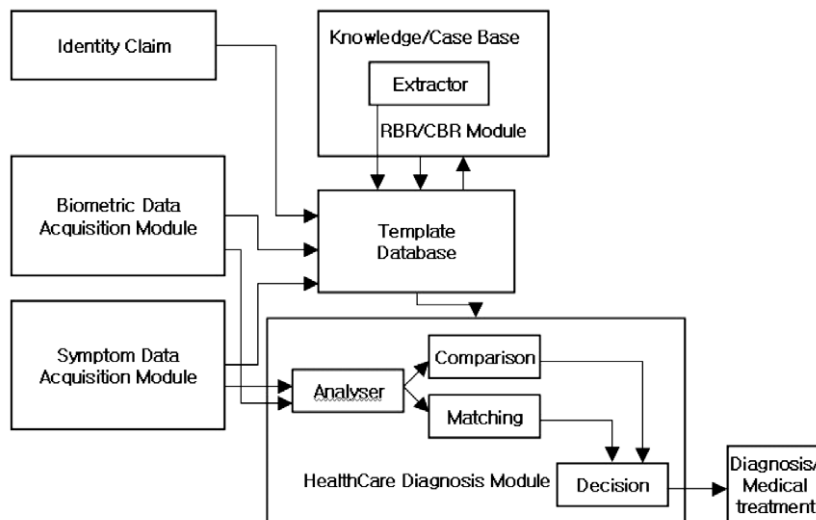 Identity Claim
Knowledge/Case Base
Extractor
RBR/CBR Module
Biometric Data
Acquisition Module
Template
Database
Symptom Data
Acquisition Module
Comparison
Analyser
Matching
HealthCare Diagnosis Module
Decision
Diagnosis/
Medical
treatment